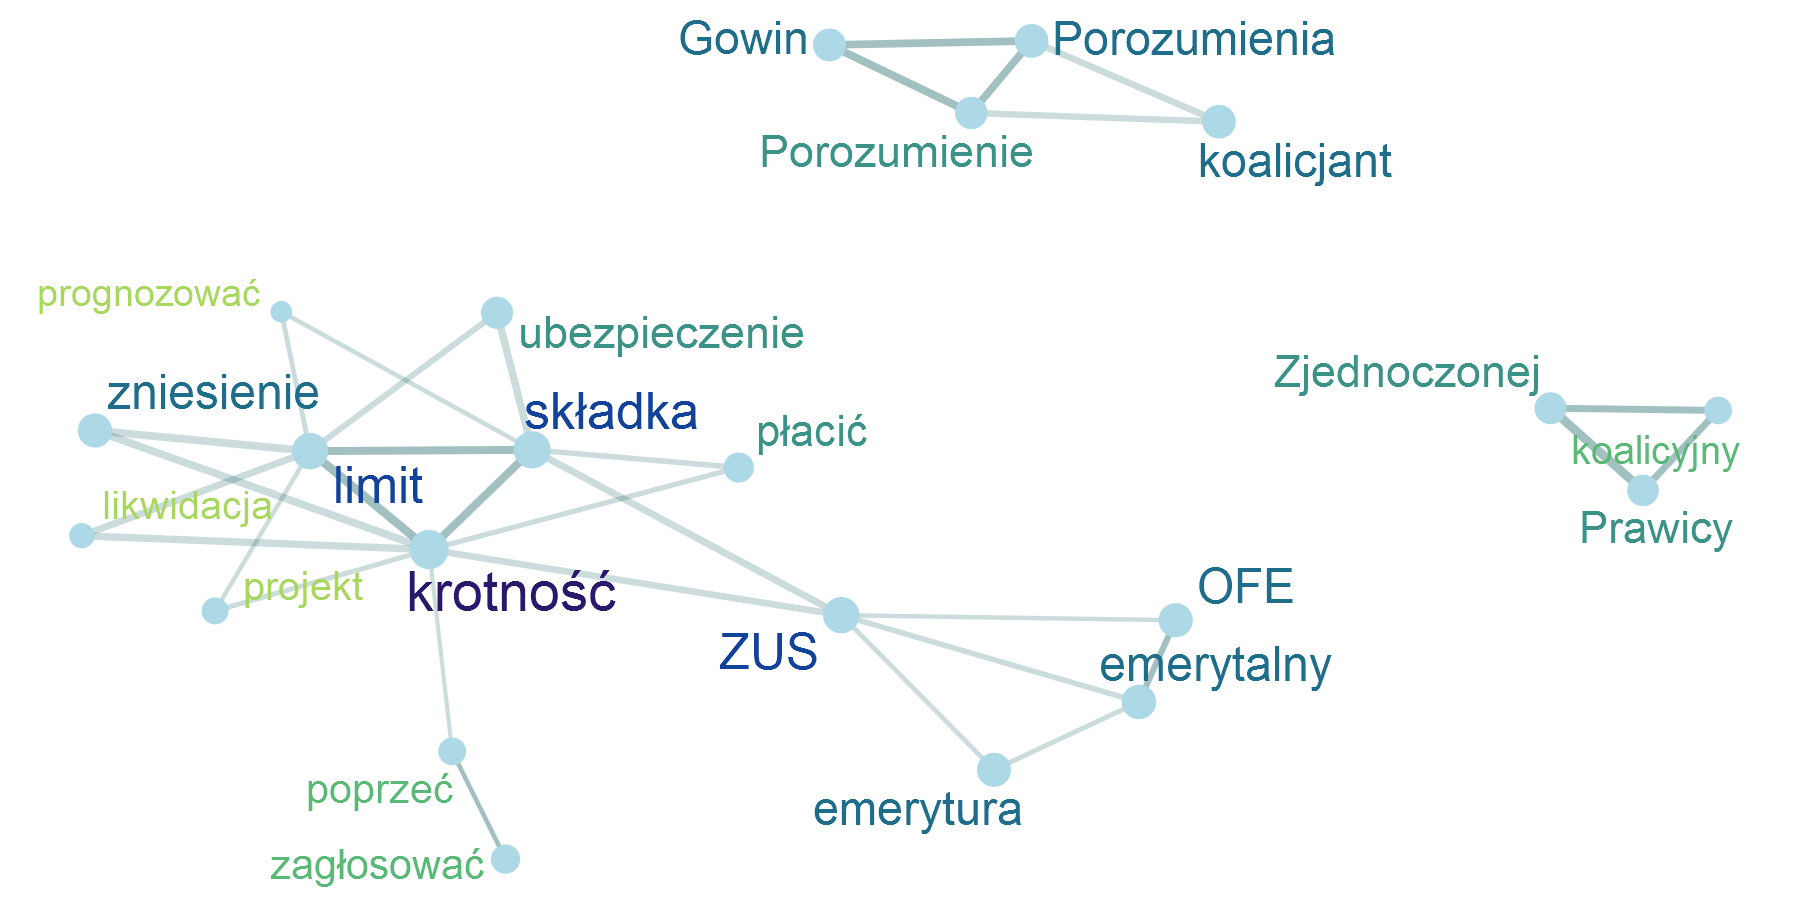 Gowin
Porozumienia
Porozumienie
koalicjant
prognozować
ubezpieczenie
zniesienie
składka
płacić
limit
likwidacja
projekt
krotność
Zjednoczonej
koalicyjny
Prawicy
OFE
emerytalny
ZUS
emerytura
poprzeć
zagłosować